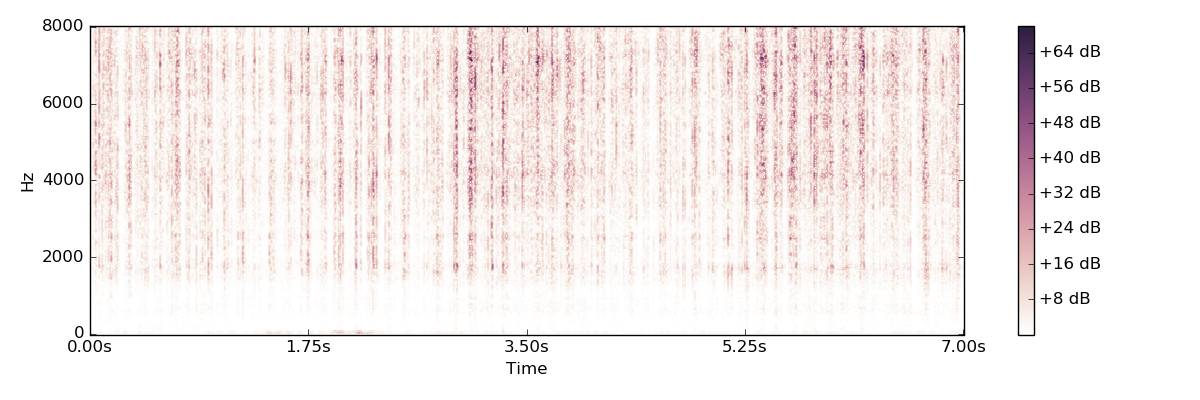 8000
6000
4000
2000
0
Hz
0.00s
1.75s
3.50s
5.25s
7.00s
Time
+64 dB
+56 dB
+48 dB
+40 dB
+32 dB
+24 dB
+16 dB
+8 dB